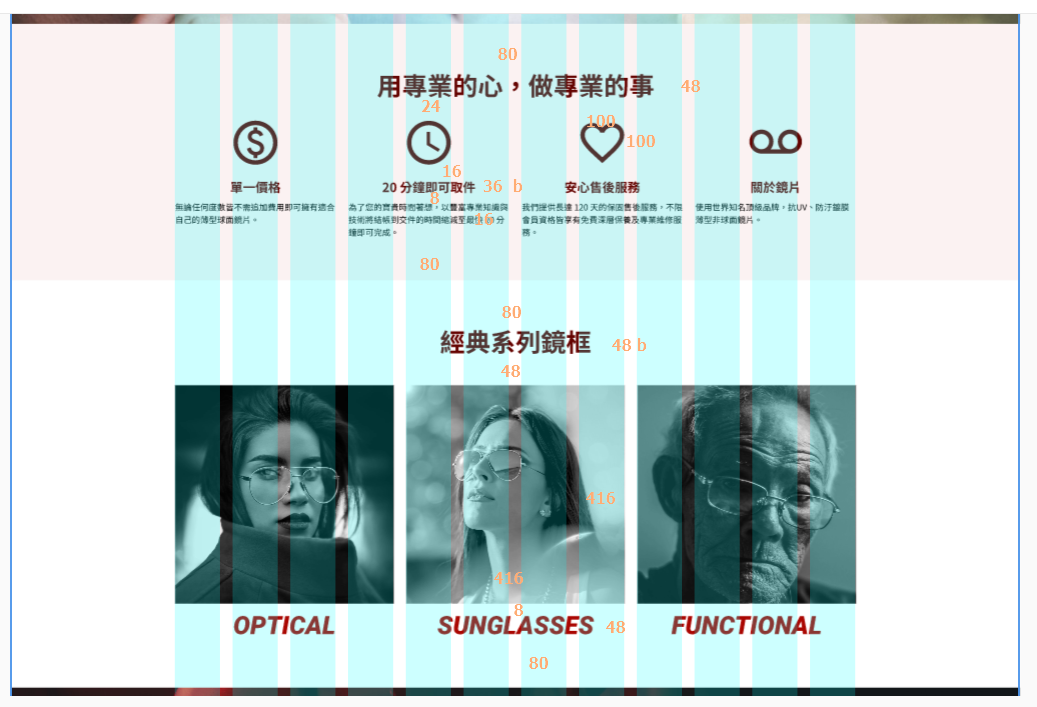 80
用專業的心，做專業的事 48
24
100
100
16
單一價格
20 分鐘即可取件 36 b
安心售後服務
關於鏡片
8
無論任何度數皆不需追加費用即可擁有適合
自己的薄型球面鏡片。
為了您的寶貴時間著想，以豐富專業知識與
技術將結帳到交件的時間縮減至最快 20 分
鐘即可完成。
16
我們提供長達 120 天的保固售後服務，不限
會員資格皆享有免費深層保養及專業維修服
務。
使用世界知名頂級品牌，抗UV、防汙鍍膜
薄型非球面鏡片。
80
80
經典系列鏡框 48 b
48
416
416
8
OPTICAL
SUNGLASSES 48
FUNCTIONAL
80